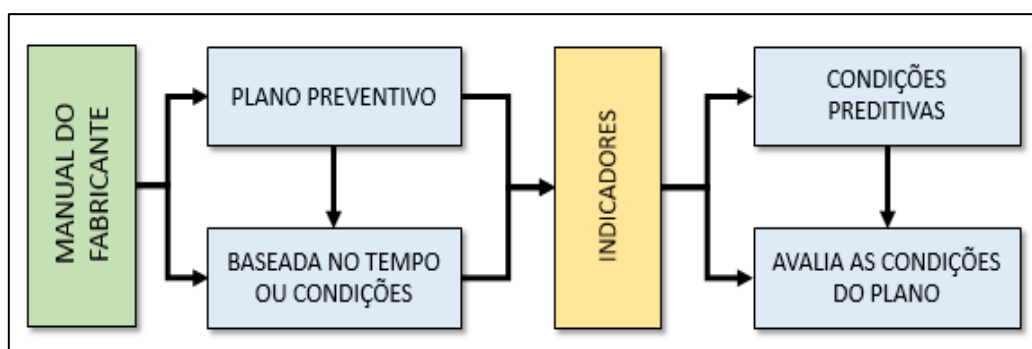 MANUAL DO
FABRICANTE
PLANO PREVENTIVO
BASEADA NO TEMPO
OU CONDIÇÕES
INDICADORES
CONDIÇÕES
PREDITIVAS
AVALIA AS CONDIÇÕES
DO PLANO